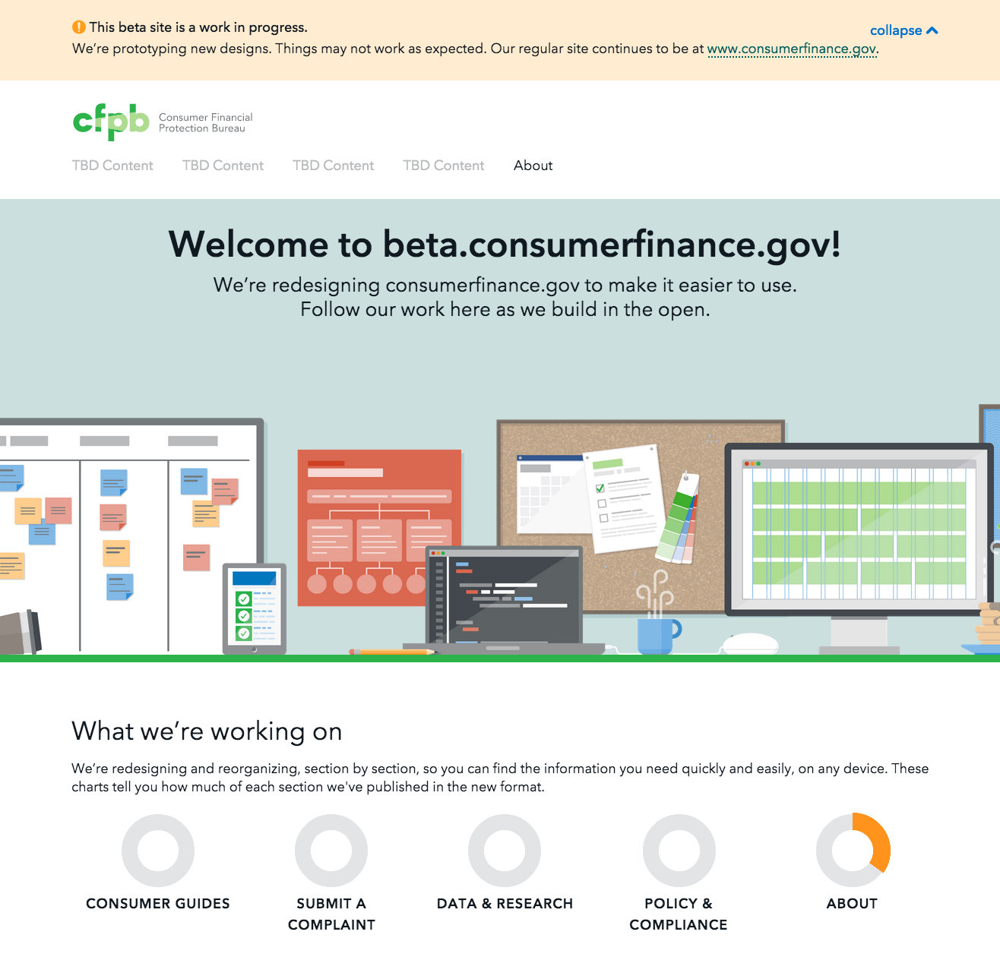 This beta site is a work in progress.
collapse
We’re prototyping new designs. Things may not work as expected. Our regular site continues to be at www.consumerfinance.gov.
cfpb
Consumer Financial
Protection Bureau
TBD Content TBD Content TBD Content TBD Content About
Welcome to beta.consumerfinance.gov!
We’re redesigning consumerfinance.gov to make it easier to use.
Follow our work here as we build in the open.
What we’re working on
We’re redesigning and reorganizing, section by section, so you can find the information you need quickly and easily, on any device. These
charts tell you how much of each section we've published in the new format.
CONSUMER GUIDES
SUBMIT A
COMPLAINT
DATA & RESEARCH
POLICY &
COMPLIANCE
ABOUT